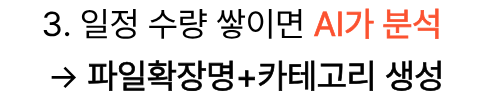 3. 일정 수량 쌓이면 AI가 분석
→ 파일확장명+카테고리 생성